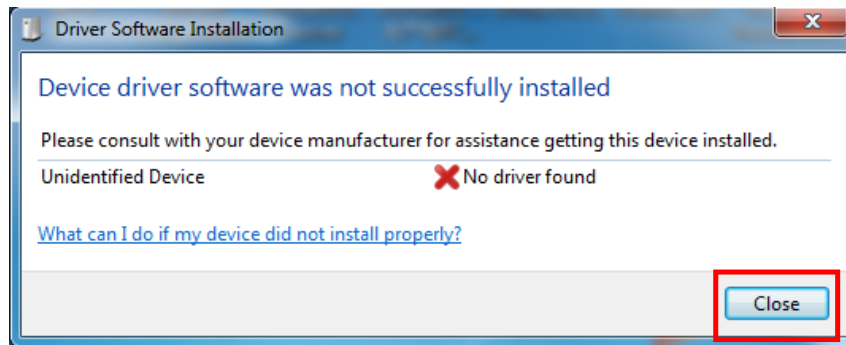 Driver Software Installation
Device driver software was not successfully installed
Please consult with your device manufacturer for assistance getting this device installed.
Unidentified Device No driver found
What can I do if my device did not install properly?
Close